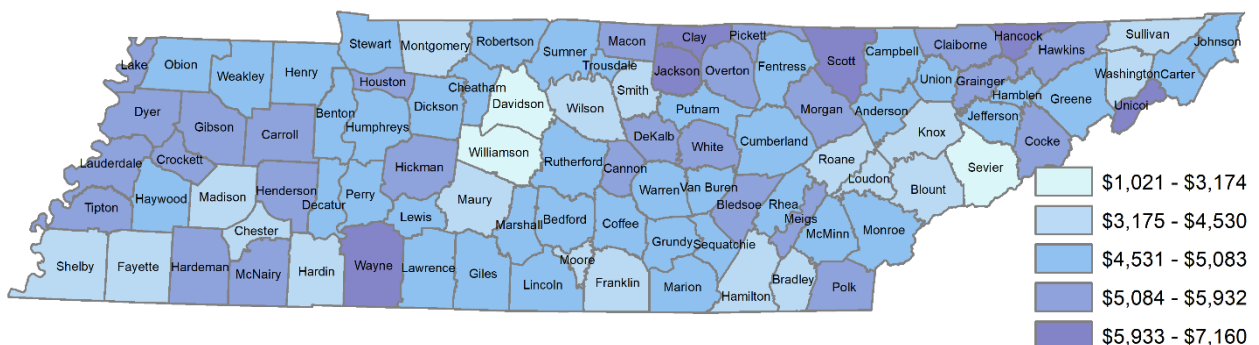 Lake
Obion
Weakley
Henry
Stewart
Montgomery
Robertson
Sumner
Macon
Trousdale
Clay
Pickett
Jackson
Overton
Fentress
Scott
Campbell
Claiborne
Hancock
Hawkins
Sullivan
Johnson
Washington
Carter
Unicoi
Union
Grainger
Hamblen
Greene
Jefferson
Cocke
Dyer
Gibson
Carroll
Benton
Houston
Humphreys
Dickson
Cheatham
Davidson
Wilson
Smith
Putnam
Cumberland
Morgan
Anderson
Knox
Sevier
Blount
Loudon
Roane
Lauderdale
Crockett
Haywood
Madison
Henderson
Decatur
Perry
Hickman
Williamson
Rutherford
Cannon
DeKalb
White
Warren
Van Buren
Bledsoe
Rhea
Meigs
McMinn
Monroe
Tipton
Chester
Lewis
Maury
Marshall
Bedford
Coffee
Grundy
Sequatchie
Shelby
Fayette
Hardeman
McNairy
Hardin
Wayne
Lawrence
Giles
Lincoln
Moore
Franklin
Marion
Hamilton
Bradley
Polk
$1,021 - $3,174
$3,175 - $4,530
$4,531 - $5,083
$5,084 - $5,932
$5,933 - $7,160